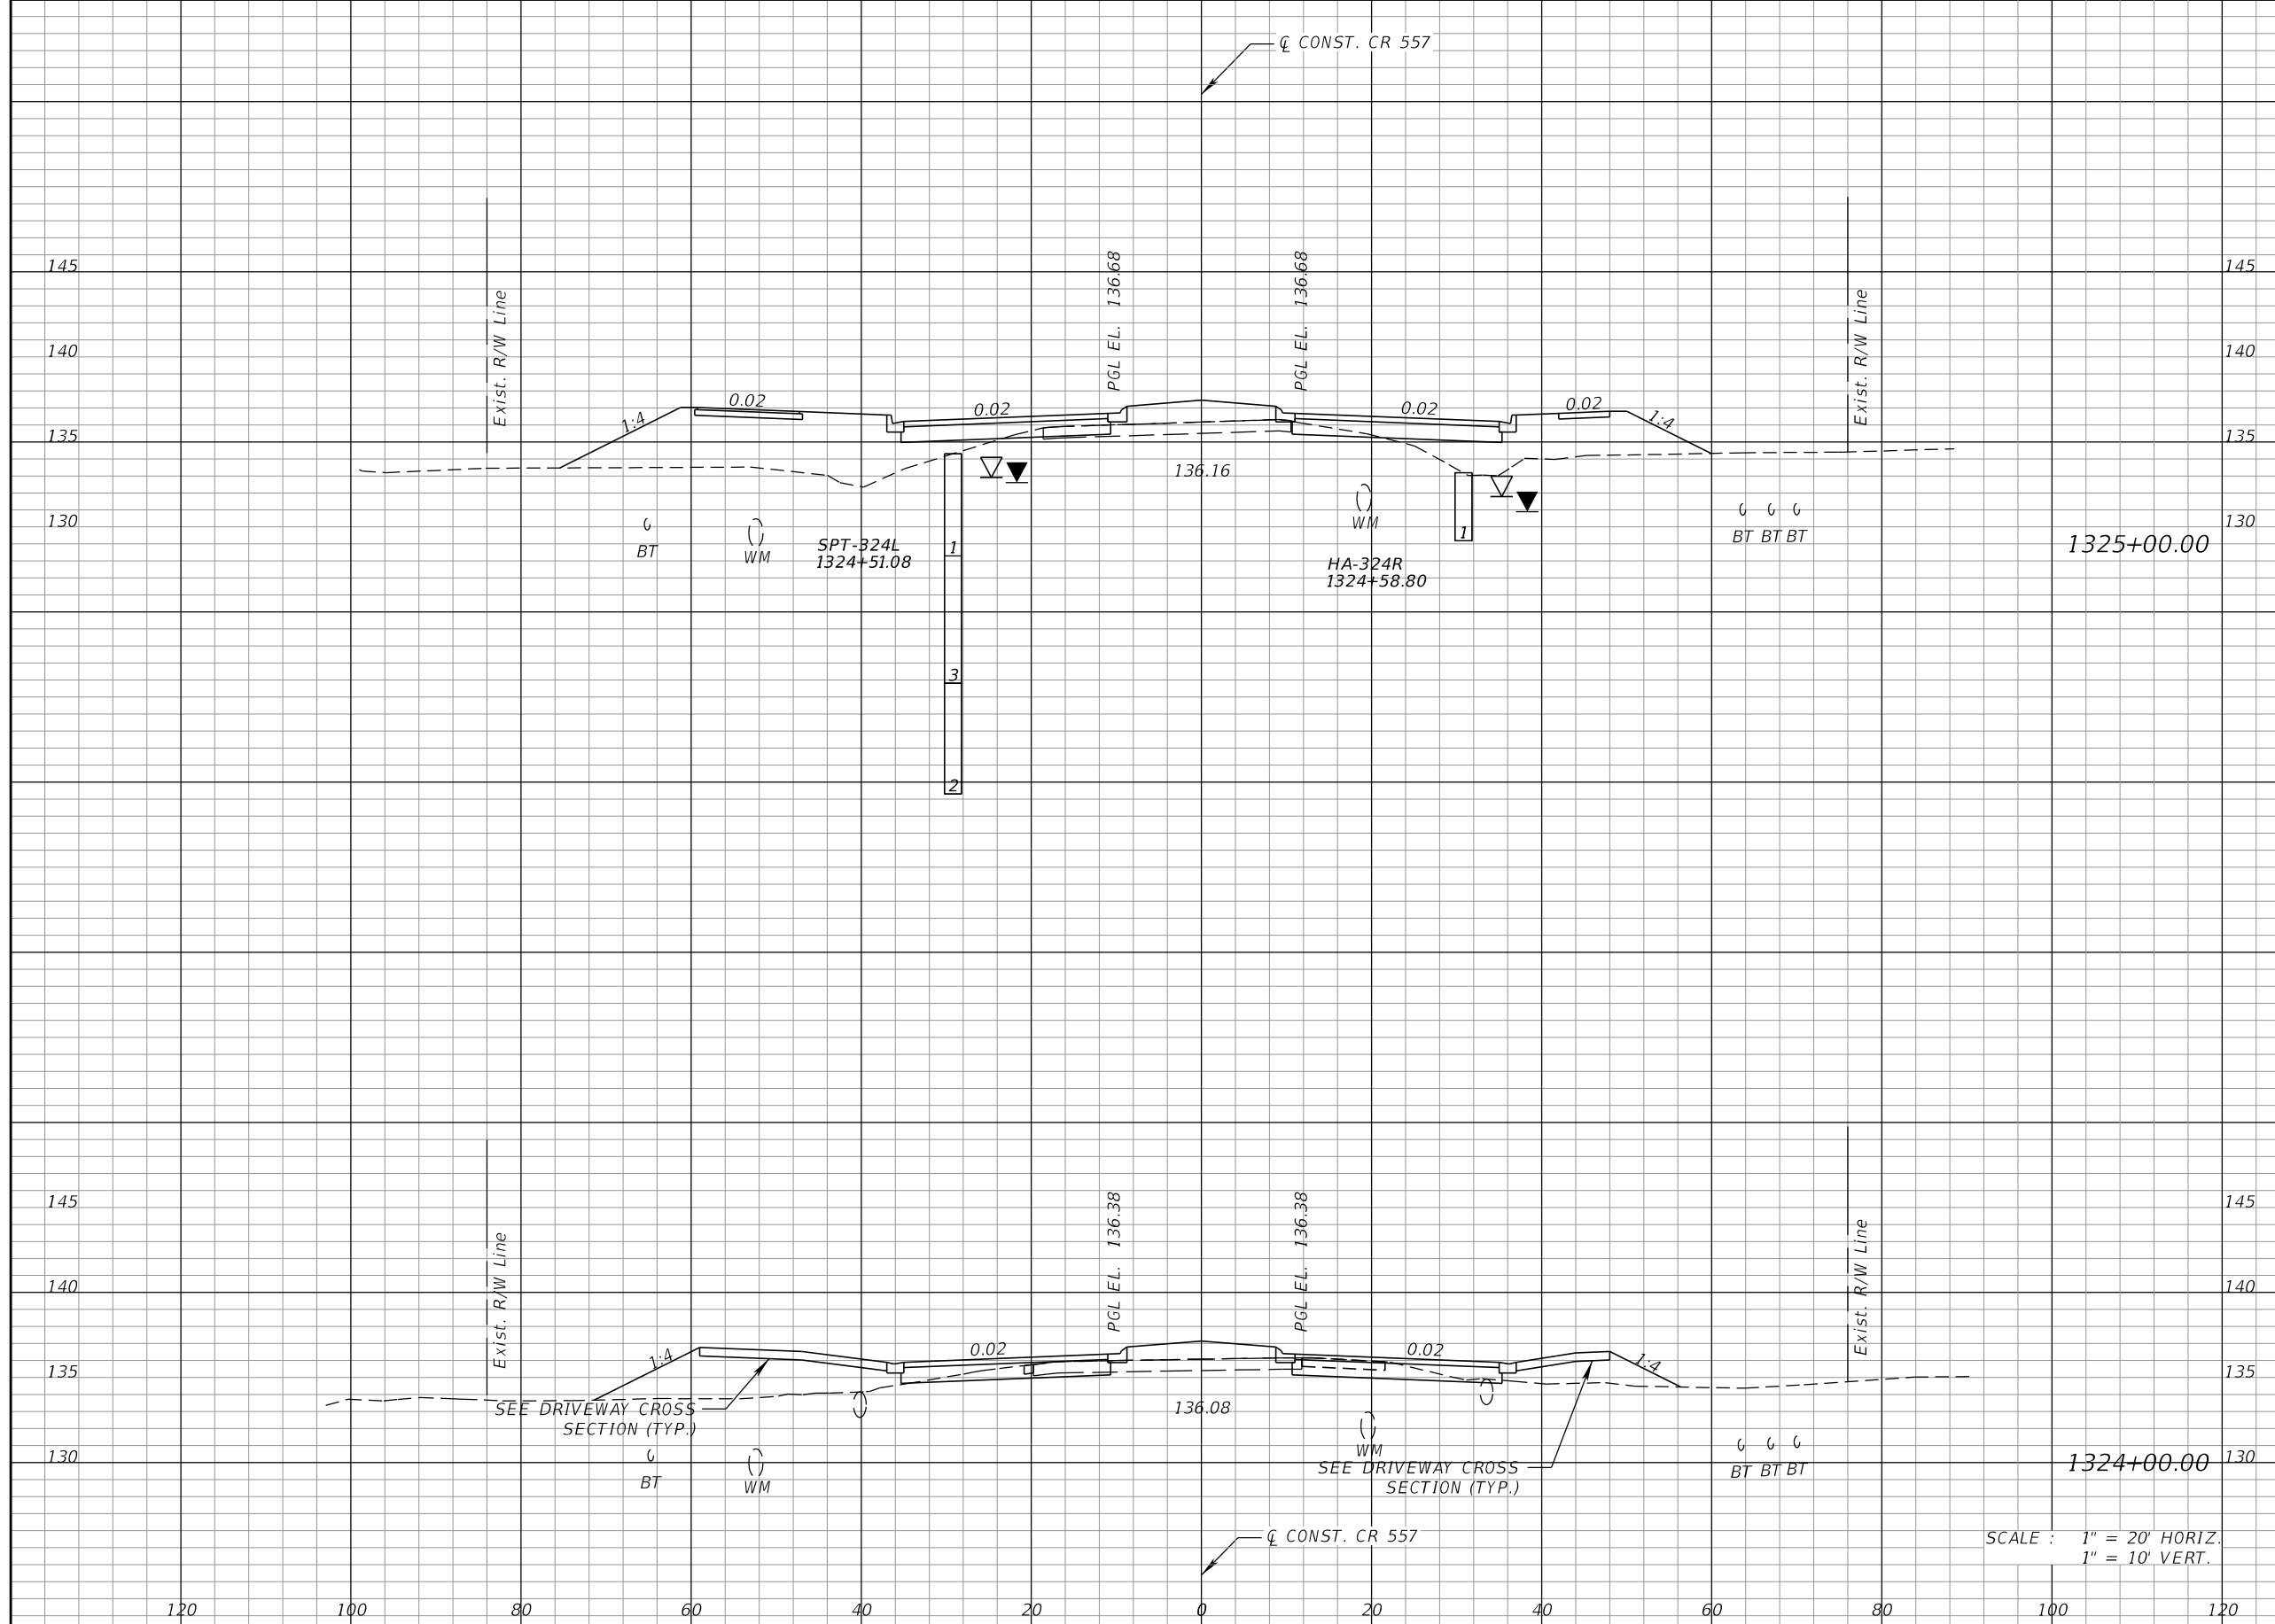 ℄ CONST. CR 557
145
Exist. R/W Line
PGL EL. 136.68
PGL EL. 136.68
Exist. R/W Line
145
140
140
1:4
0.02
0.02
0.02
0.02
1:4
135
135
136.16
130
BT
WM
SPT-324L
1324+51.08
1
3
2
WM
HA-324R
1324+58.80
1
BT BT BT
130
1325+00.00
145
Exist. R/W Line
PGL EL. 136.38
PGL EL. 136.38
Exist. R/W Line
145
140
140
1:4
0.02
0.02
1:4
135
135
SEE DRIVEWAY CROSS
SECTION (TYP.)
136.08
130
BT
WM
WM
SEE DRIVEWAY CROSS
SECTION (TYP.)
BT BT BT
130
1324+00.00
℄ CONST. CR 557
SCALE : 1" = 20' HORIZ.
1" = 10' VERT.
120 100 80 60 40 20 0 20 40 60 80 100 120